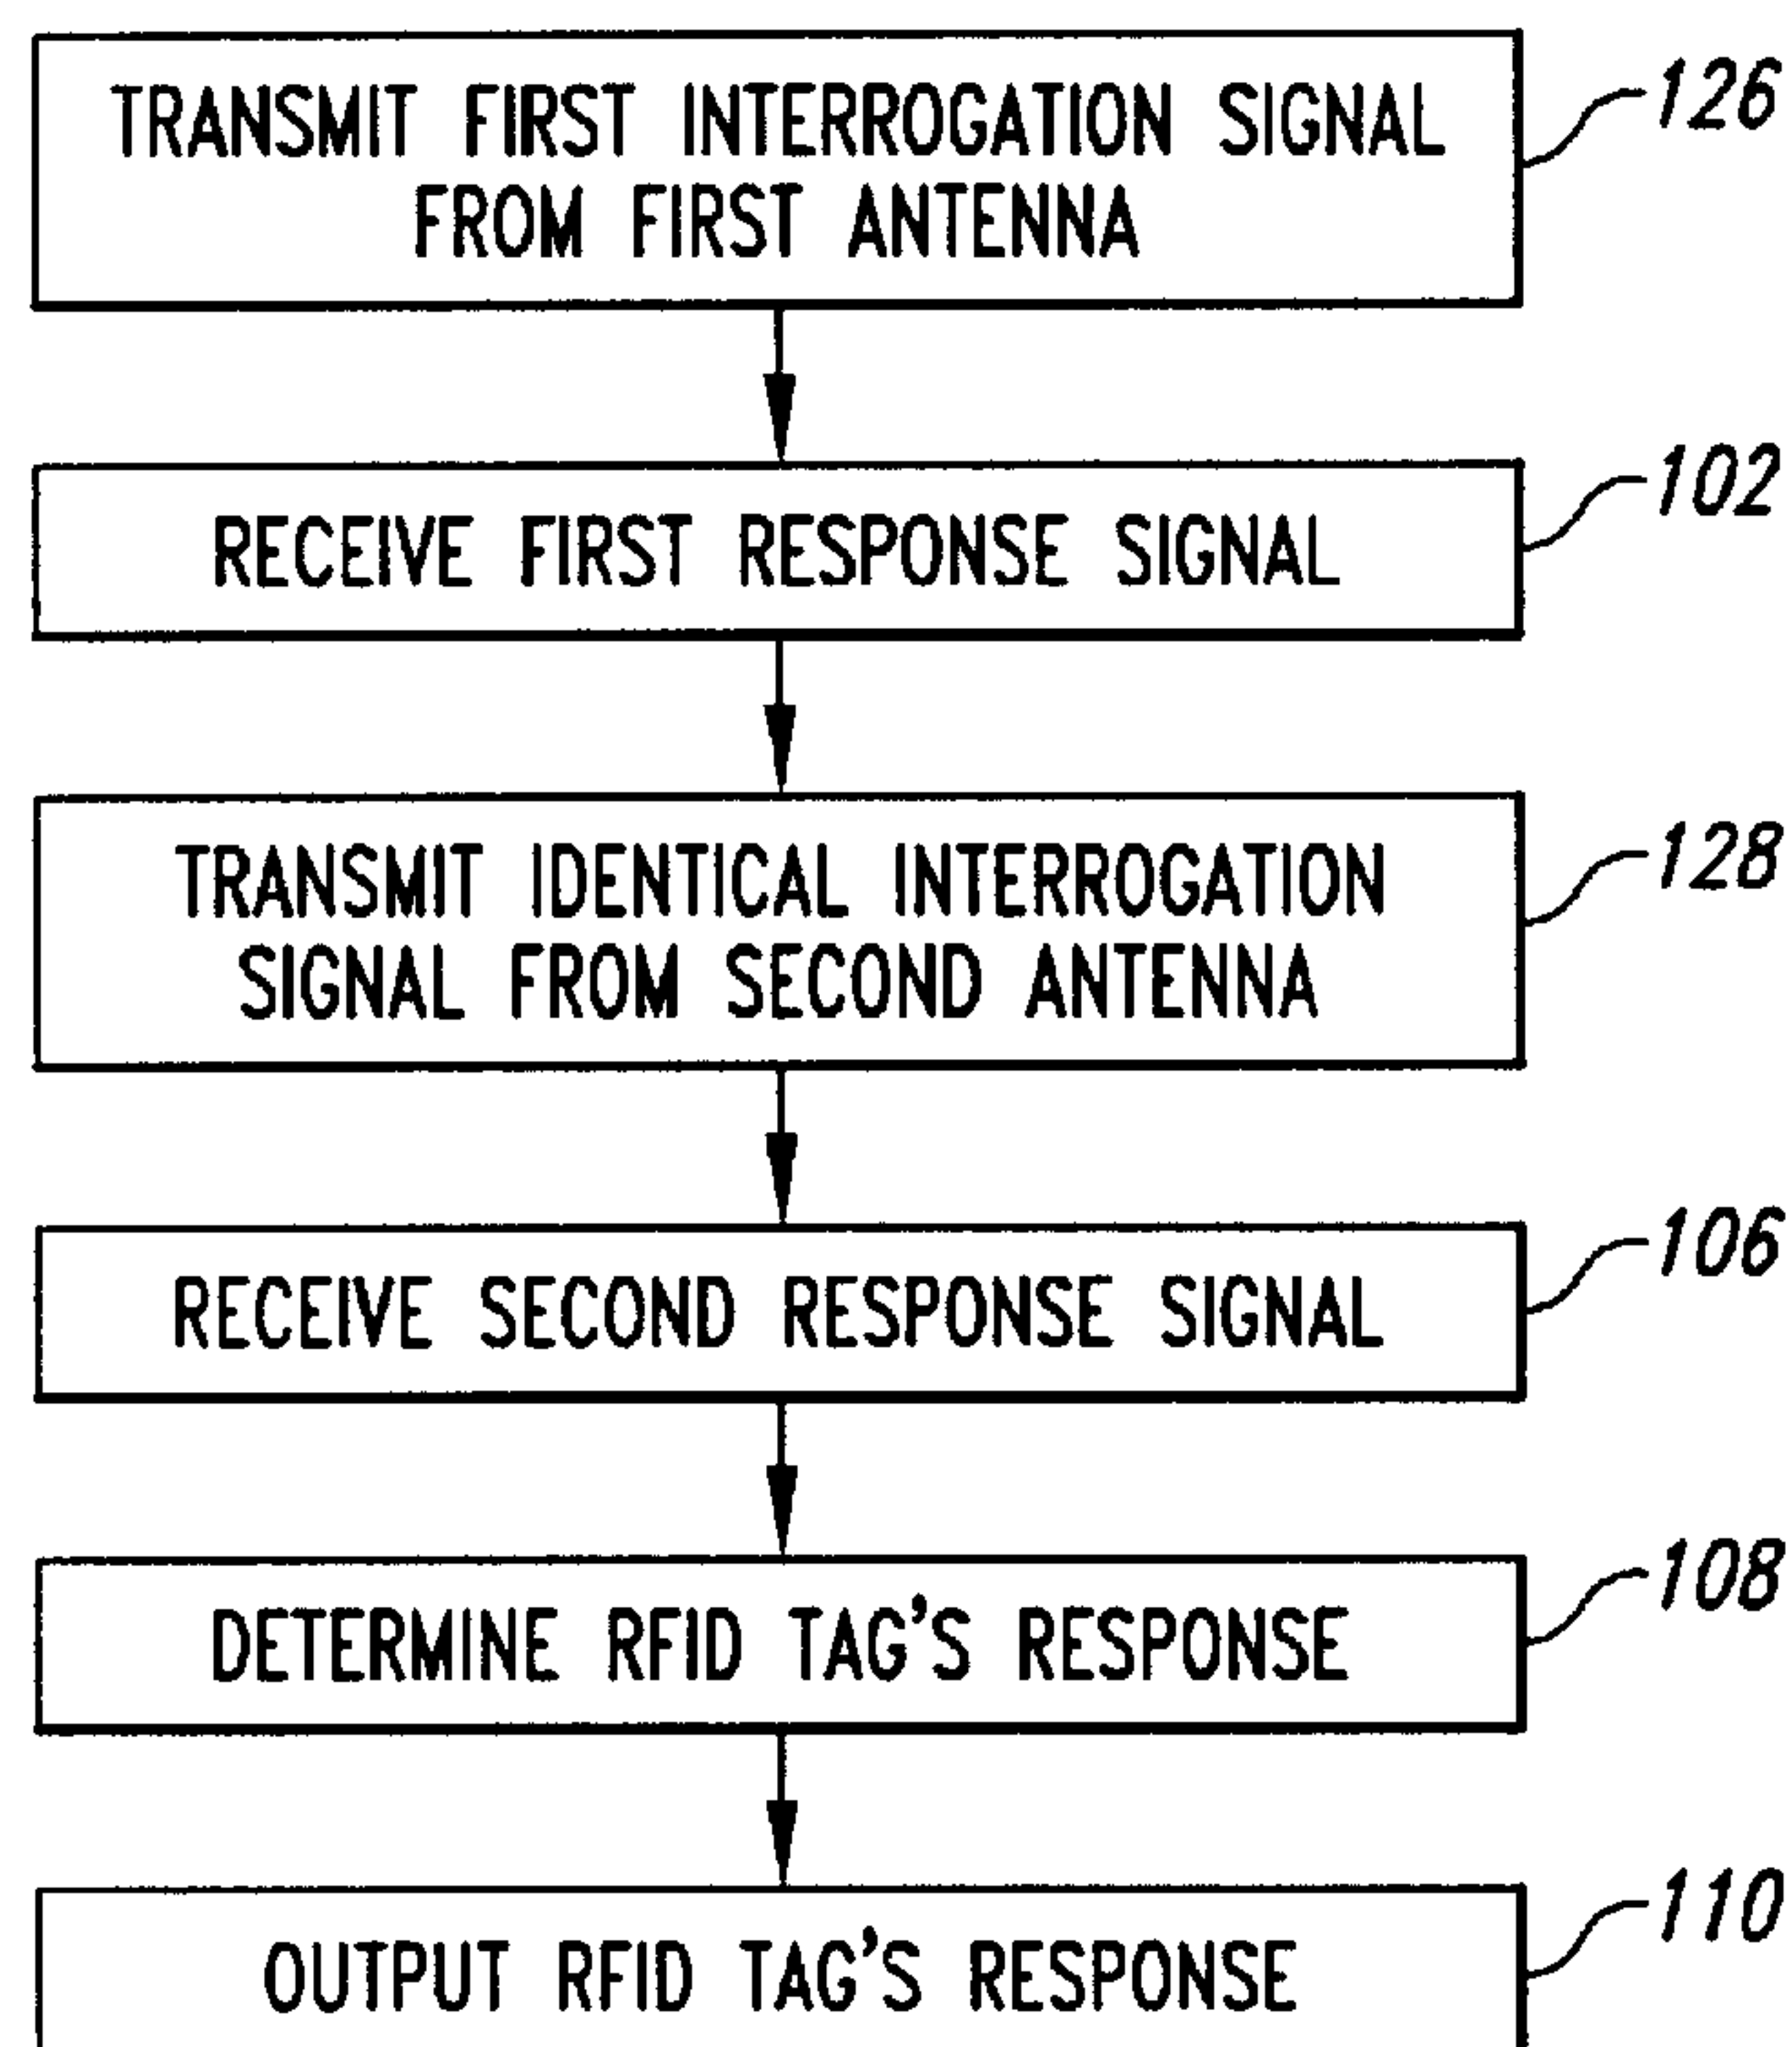 TRANSMIT FIRST INTERROGATION SIGNAL
FROM FIRST ANTENNA
126
RECEIVE FIRST RESPONSE SIGNAL
102
TRANSMIT IDENTICAL INTERROGATION
SIGNAL FROM SECOND ANTENNA
128
RECEIVE SECOND RESPONSE SIGNAL
106
DETERMINE RFID TAG'S RESPONSE
108
OUTPUT RFID TAG'S RESPONSE
110